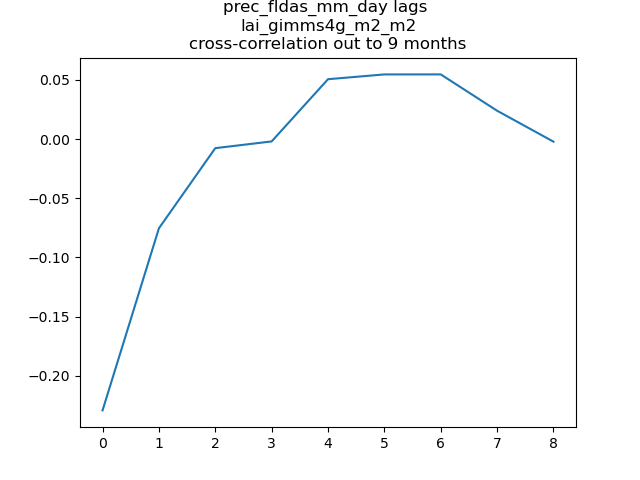 prec_fldas_mm_day lags
lai_gimms4g_m2_m2
cross-correlation out to 9 months
0.05
0.00
−0.05
−0.10
−0.15
−0.20
0 1 2 3 4 5 6 7 8